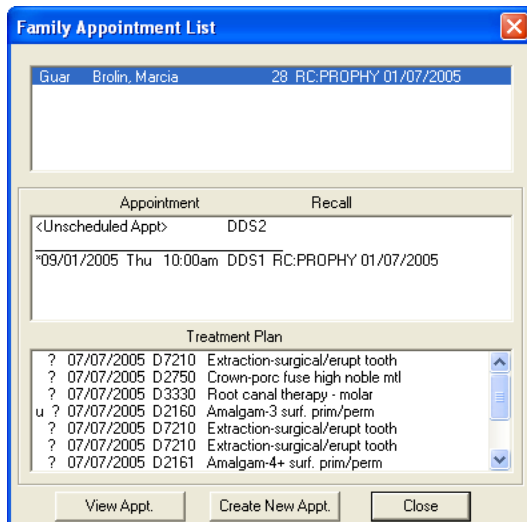 Family Appointment List
Guar Brolin, Marcia 28 RC:PROPHY 01/07/2005
Appointment Recall
<Unscheduled Appt> DDS2
*09/01/2005 Thu 10:00am DDS1 RC:PROPHY 01/07/2005
Treatment Plan
? 07/07/2005 D7210 Extraction-surgical/erupt tooth
? 07/07/2005 D2750 Crown-porc fuse high noble mtl
? 07/07/2005 D3330 Root canal therapy - molar
u ? 07/07/2005 D2160 Amalgam-3 surf. prim/perm
? 07/07/2005 D7210 Extraction-surgical/erupt tooth
? 07/07/2005 D7210 Extraction-surgical/erupt tooth
? 07/07/2005 D2161 Amalgam-4+ surf. prim/perm
View Appt. Create New Appt. Close